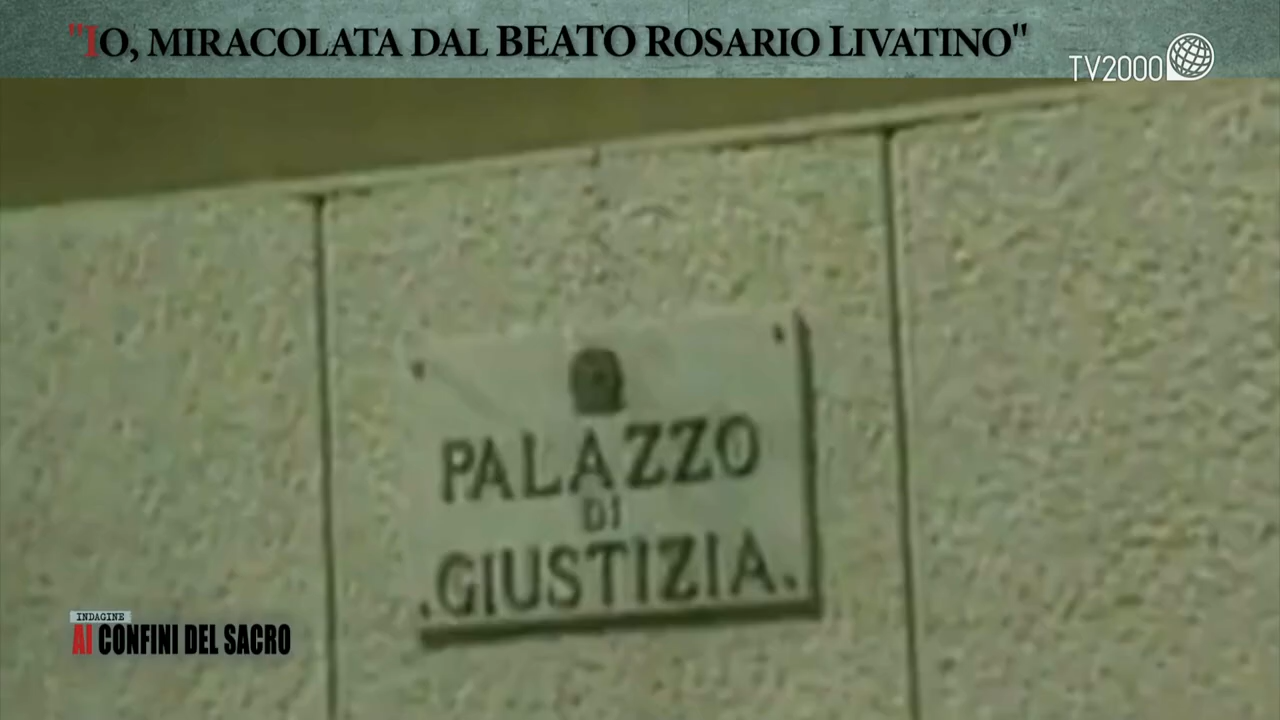 "IO, MIRACOLATA DAL BEATO ROSARIO LIVATINO"
TV2000
PALAZZO
DI
.GIUSTIZIA.
INDAGINE
AI CONFINI DEL SACRO